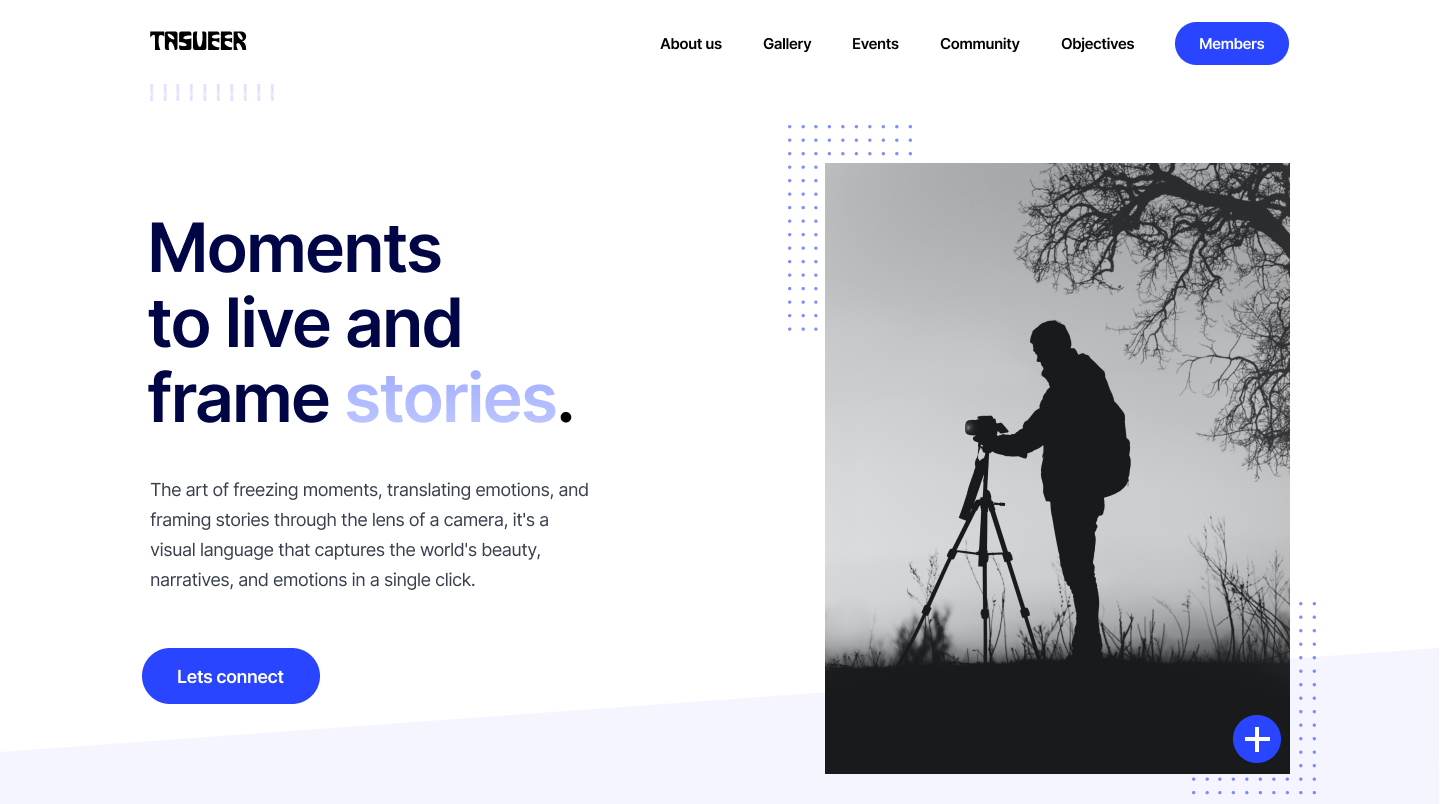 TASUEER
About us
Gallery
Events
Community
Objectives
Members
Moments
to live and
frame stories.
The art of freezing moments, translating emotions, and
framing stories through the lens of a camera, it's a
visual language that captures the world's beauty,
narratives, and emotions in a single click.
Lets connect